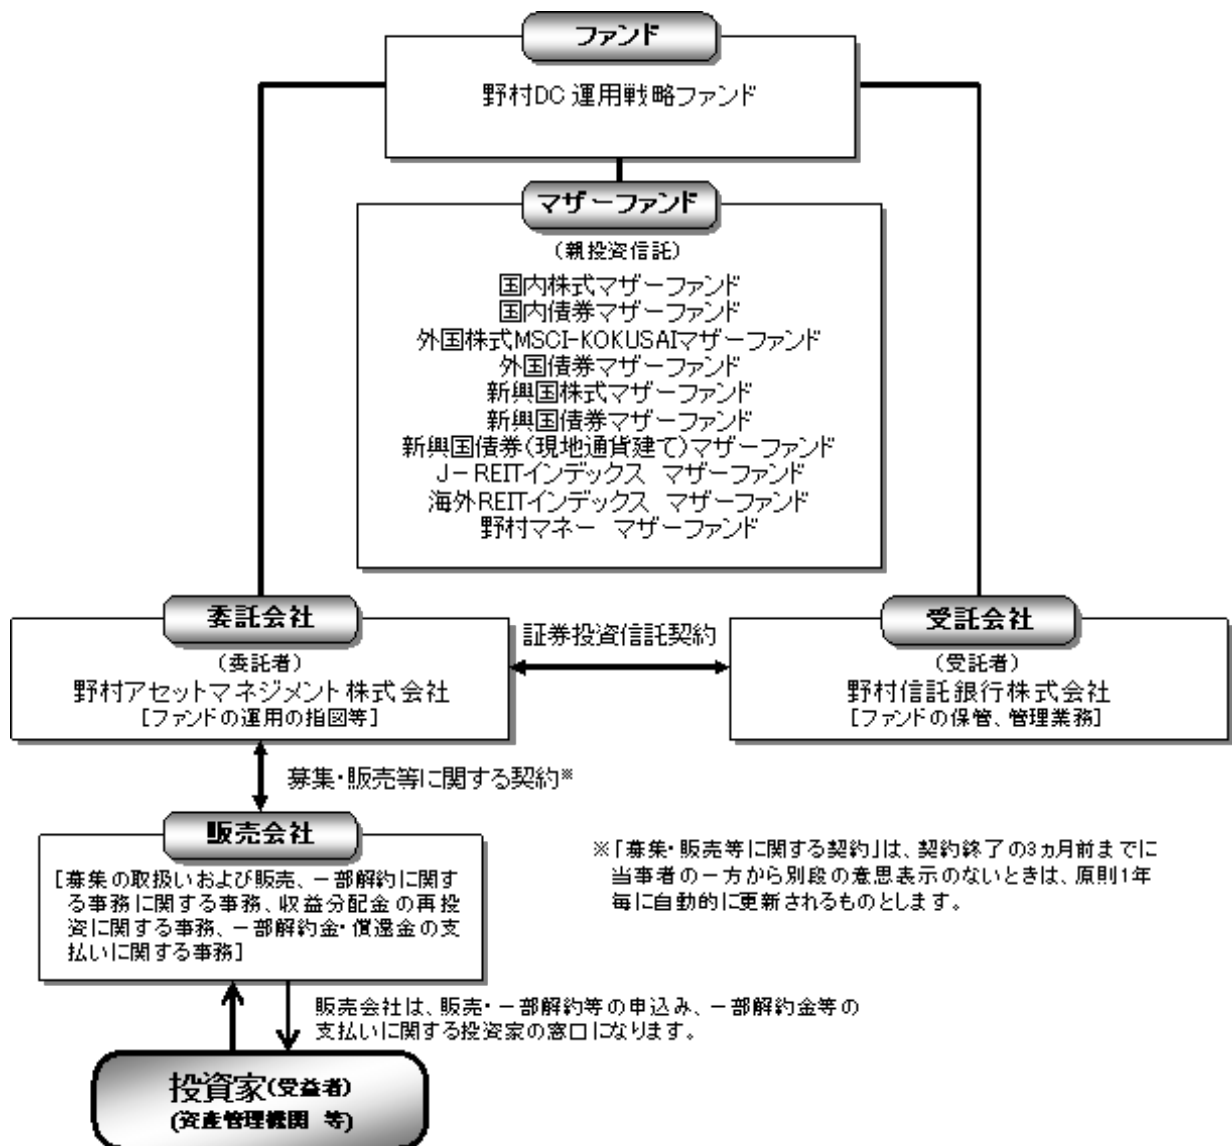 ファンド
野村DC 運用戦略ファンド
マザーファンド
(親投資信託)
国内株式マザーファンド
国内債券マザーファンド
外国株式MSCI-KOKUSAIマザーファンド
外国債券マザーファンド
新興国株式マザーファンド
新興国債券マザーファンド
新興国債券(現地通貨建て)マザーファンド
J-REITインデックス マザーファンド
海外REITインデックス マザーファンド
野村マネー マザーファンド
委託会社
(委託者)
野村アセットマネジメント株式会社
[ファンドの運用の指図等]
証券投資信託契約
受託会社
(受託者)
野村信託銀行株式会社
[ファンドの保管、管理業務]
募集・販売等に関する契約※
販売会社
[募集の取扱いおよび販売、一部解約に関す
る事務に関する事務、収益分配金の再投
資に関する事務、一部解約金・償還金の支
払いに関する事務]
※「募集・販売等に関する契約」は、契約終了の3ヵ月前までに
当事者の一方から別段の意思表示のないときは、原則1年
毎に自動的に更新されるものとします。
販売会社は、販売・一部解約等の申込み、一部解約金等の
支払いに関する投資家の窓口になります。
投資家(受益者)
(資産管理機関 等)